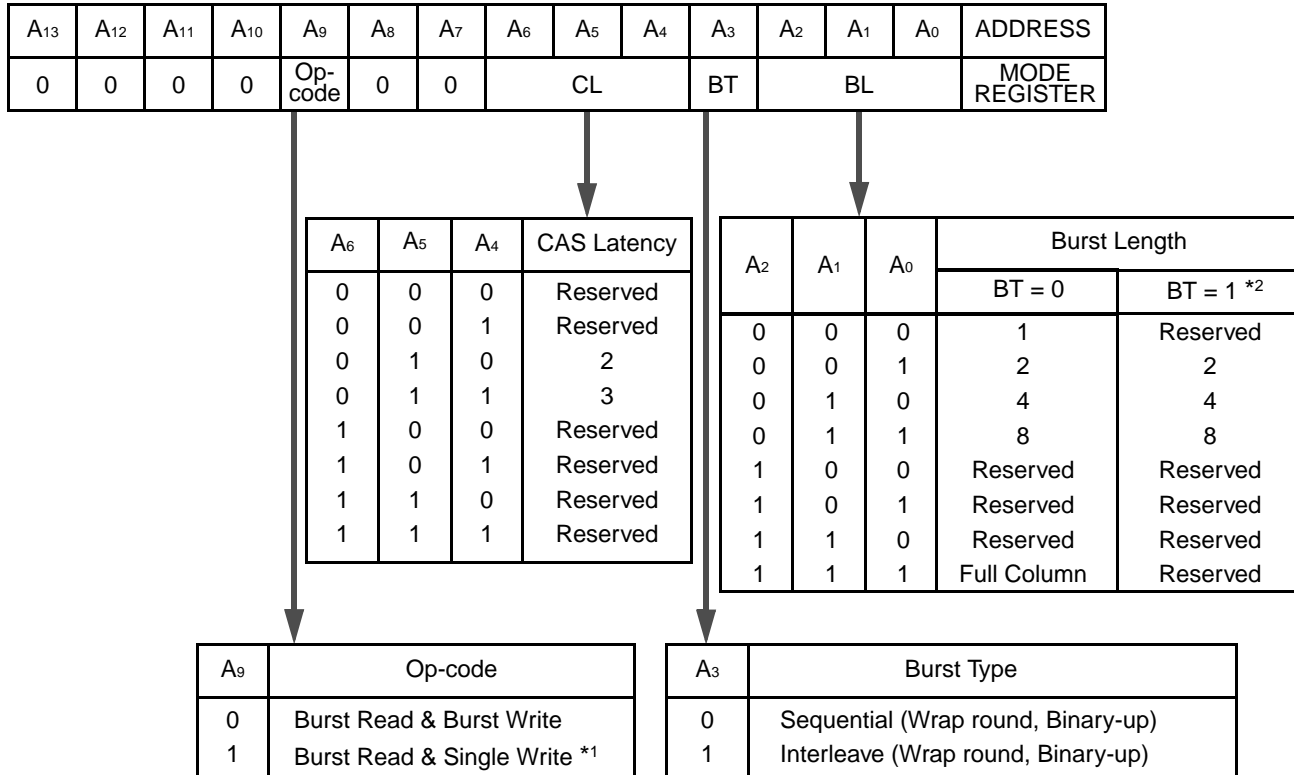 A13 A12 A11 A10 A9 A8 A7 A6 A5 A4 A3 A2 A1 A0 ADDRESS
0 0 0 0 Op-code 0 0 CL BT BL MODE REGISTER
A6 A5 A4 CAS Latency
0 0 0 Reserved
0 0 1 Reserved
0 1 0 2
0 1 1 3
1 0 0 Reserved
1 0 1 Reserved
1 1 0 Reserved
1 1 1 Reserved
A2 A1 A0 Burst Length
BT = 0 BT = 1 *2
0 0 0 1 Reserved
0 0 1 2 2
0 1 0 4 4
0 1 1 8 8
1 0 0 Reserved Reserved
1 0 1 Reserved Reserved
1 1 0 Reserved Reserved
1 1 1 Full Column Reserved
A9 Op-code
0 Burst Read & Burst Write
1 Burst Read & Single Write *1
A3 Burst Type
0 Sequential (Wrap round, Binary-up)
1 Interleave (Wrap round, Binary-up)